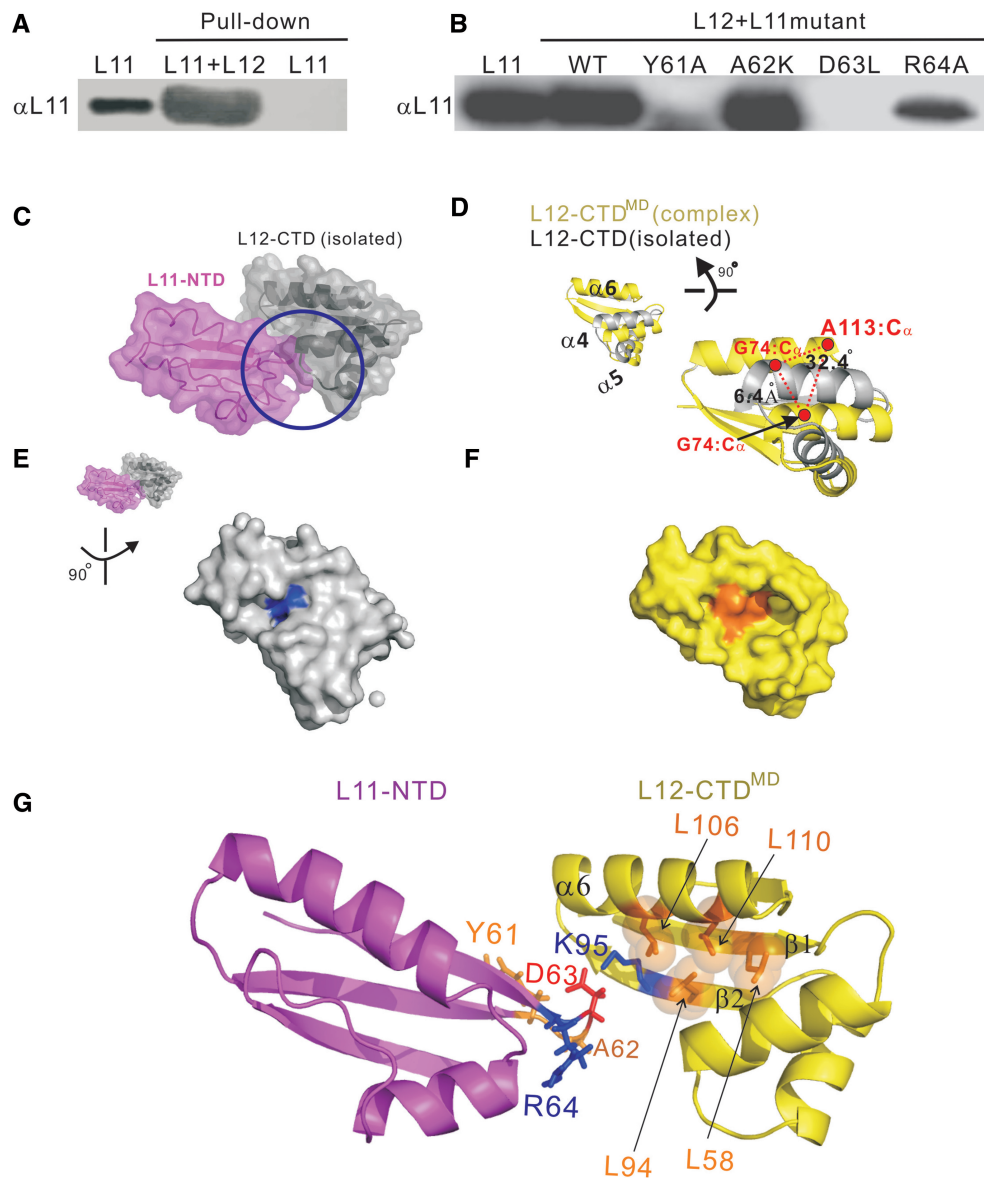 A
Pull-down
L11 L11+L12 L11
αL11
B
L12+L11mutant
L11 WT Y61A A62K D63L R64A
αL11
C
L12-CTD (isolated)
L11-NTD
D
L12-CTD^MD (complex)
L12-CTD(isolated)
90°
α6
α4
α5
A113:Cα
G74:Cα
32.4°
6.4Å
G74:Cα
E
90°
F
G
L11-NTD
L12-CTD^MD
L106
L110
α6
Y61
K95
β1
D63
β2
A62
R64
L94
L58